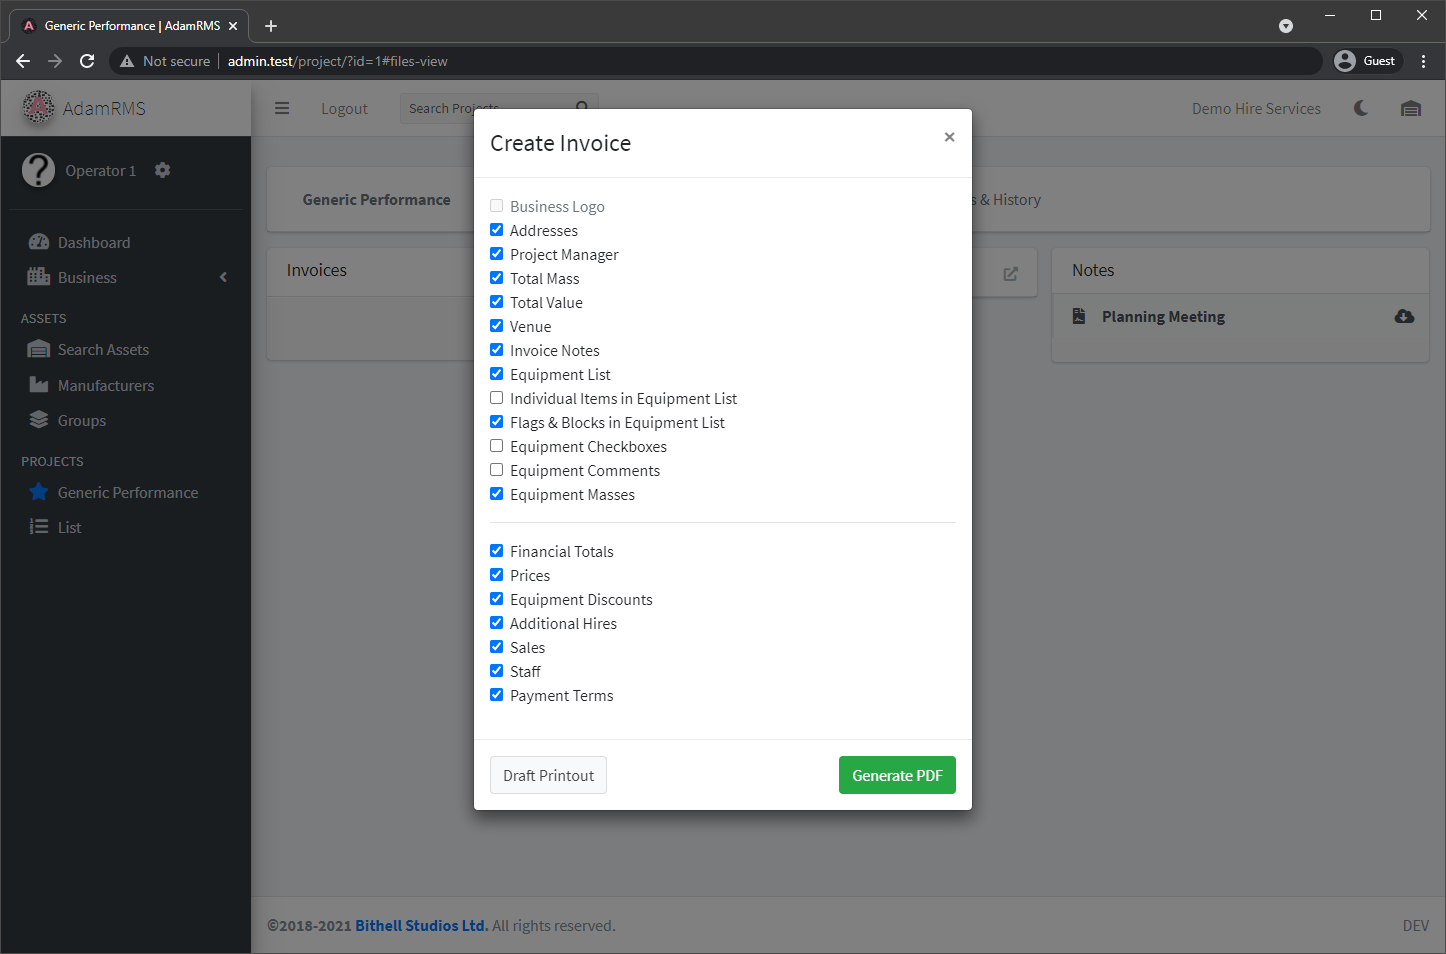 Generic Performance | AdamRMS
Not secure
admin.test/project/?id=1#files-view
Guest
AdamRMS
Logout
Search Projects
Demo Hire Services
Operator 1
Dashboard
Business
ASSETS
Search Assets
Manufacturers
Groups
PROJECTS
Generic Performance
List
Generic Performance
& History
Invoices
Notes
Planning Meeting
Create Invoice
Business Logo
Addresses
Project Manager
Total Mass
Total Value
Venue
Invoice Notes
Equipment List
Individual Items in Equipment List
Flags & Blocks in Equipment List
Equipment Checkboxes
Equipment Comments
Equipment Masses
Financial Totals
Prices
Equipment Discounts
Additional Hires
Sales
Staff
Payment Terms
Draft Printout
Generate PDF
©2018-2021 Bithell Studios Ltd. All rights reserved.
DEV